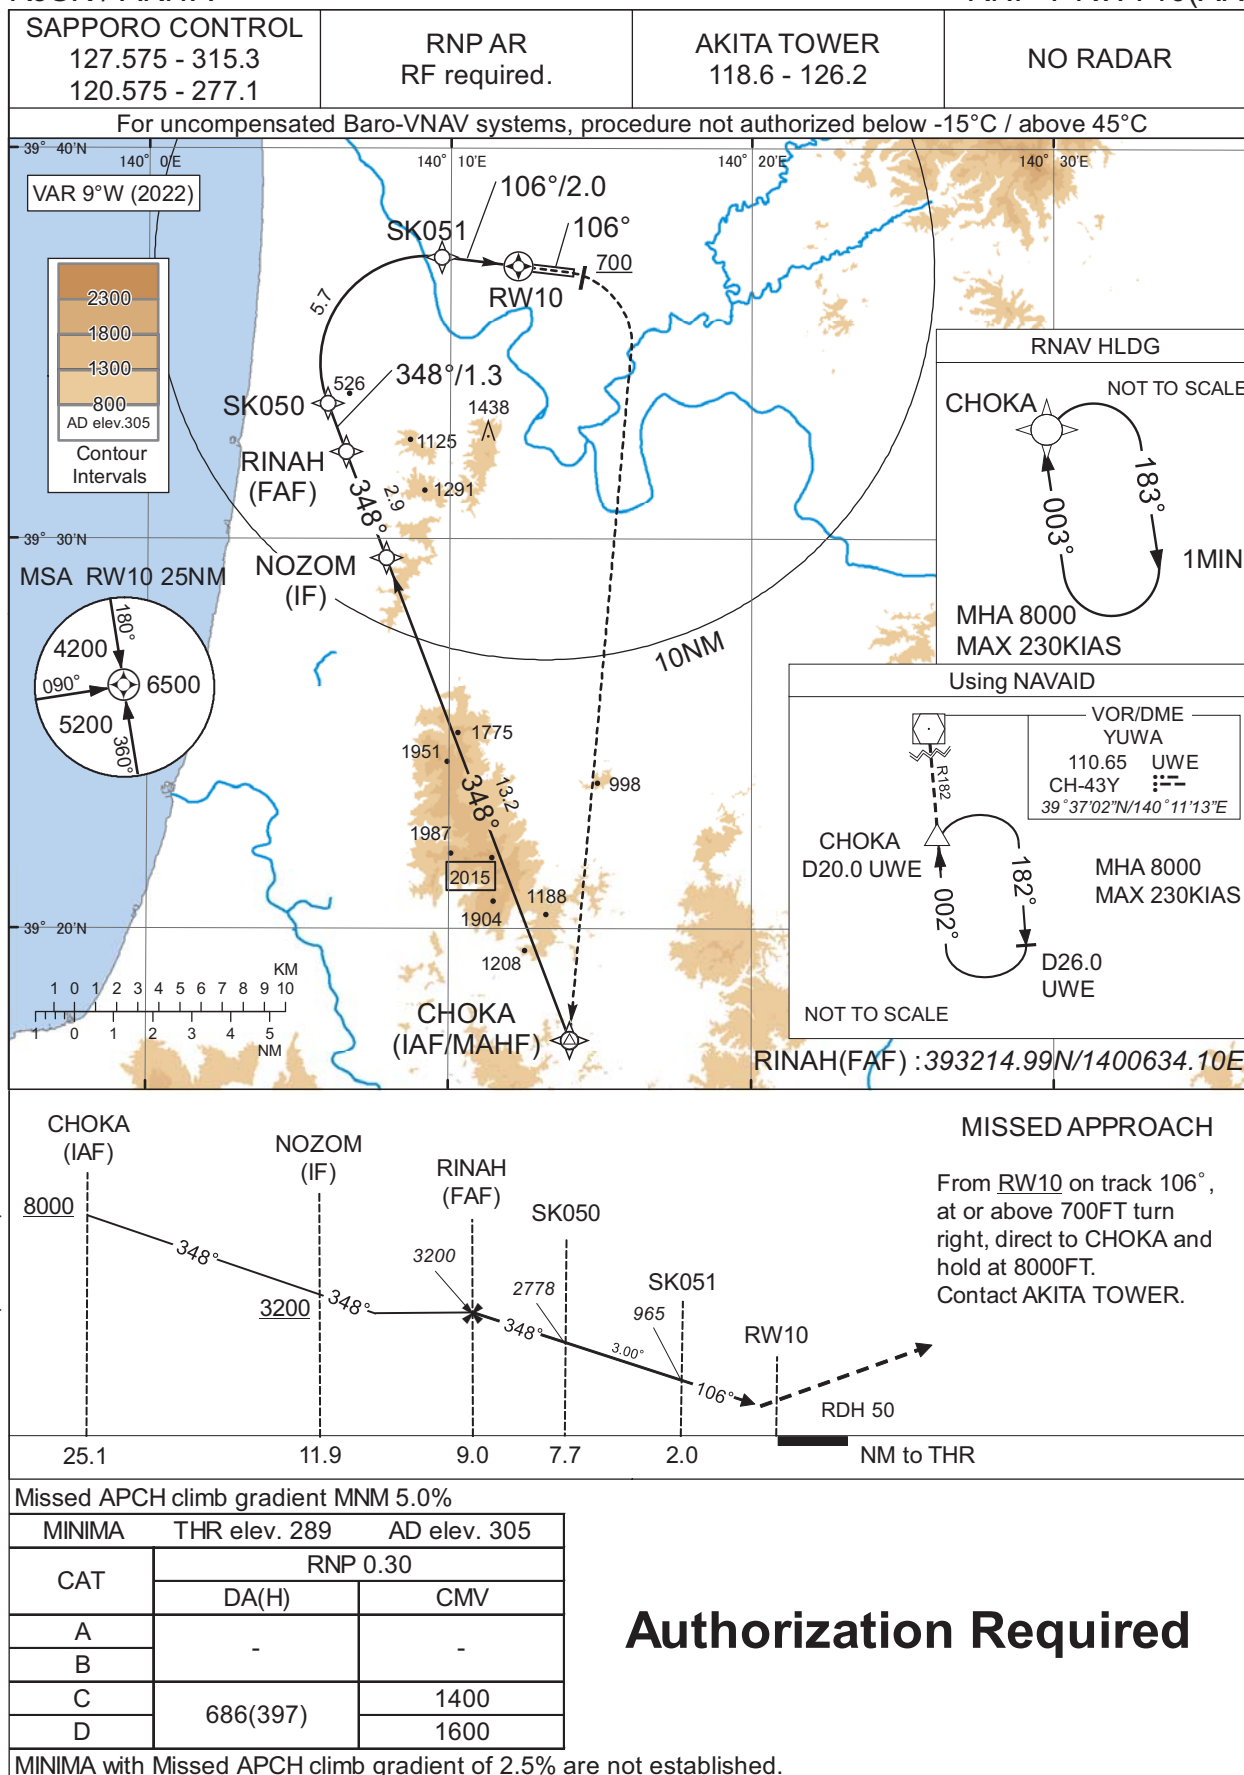 SAPPORO CONTROL
127.575 - 315.3
120.575 - 277.1
RNP AR
RF required.
AKITA TOWER
118.6 - 126.2
NO RADAR
For uncompensated Baro-VNAV systems, procedure not authorized below -15°C / above 45°C
39° 40'N
140° 0'E
140° 10'E
140° 20'E
140° 30'E
VAR 9°W (2022)
2300
1800
1300
800
AD elev.305
Contour
Intervals
106°/2.0
SK051
106°
700
RW10
5.7
526
348°/1.3
SK050
1438
1125
RINAH
(FAF)
1291
348°
2.9
39° 30'N
NOZOM
(IF)
10NM
RNAV HLDG
NOT TO SCALE
CHOKA
183°
003°
1MIN
MHA 8000
MAX 230KIAS
MSA RW10 25NM
180°
4200
090°
6500
5200
360°
1775
1951
348°
13.2
998
1987
2015
1188
1904
39° 20'N
1208
CHOKA
(IAF/MAHF)
KM
1 0 1 2 3 4 5 6 7 8 9 10
1 0 1 2 3 4 5
NM
Using NAVAID
VOR/DME
YUWA
110.65 UWE
CH-43Y
39°37'02"N/140°11'13"E
R182
CHOKA
D20.0 UWE
182°
002°
MHA 8000
MAX 230KIAS
D26.0
UWE
NOT TO SCALE
RINAH(FAF) :393214.99N/1400634.10E
CHOKA
(IAF)
NOZOM
(IF)
RINAH
(FAF)
SK050
SK051
RW10
8000
348°
3200
348°
3200
348°
2778
3.00°
965
106°
RDH 50
25.1
11.9
9.0
7.7
2.0
NM to THR
MISSED APPROACH
From RW10 on track 106°,
at or above 700FT turn
right, direct to CHOKA and
hold at 8000FT.
Contact AKITA TOWER.
Missed APCH climb gradient MNM 5.0%
MINIMA THR elev. 289 AD elev. 305
CAT
RNP 0.30
DA(H) CMV
A
B
- -
C
D
686(397)
1400
1600
Authorization Required
MINIMA with Missed APCH climb gradient of 2.5% are not established.